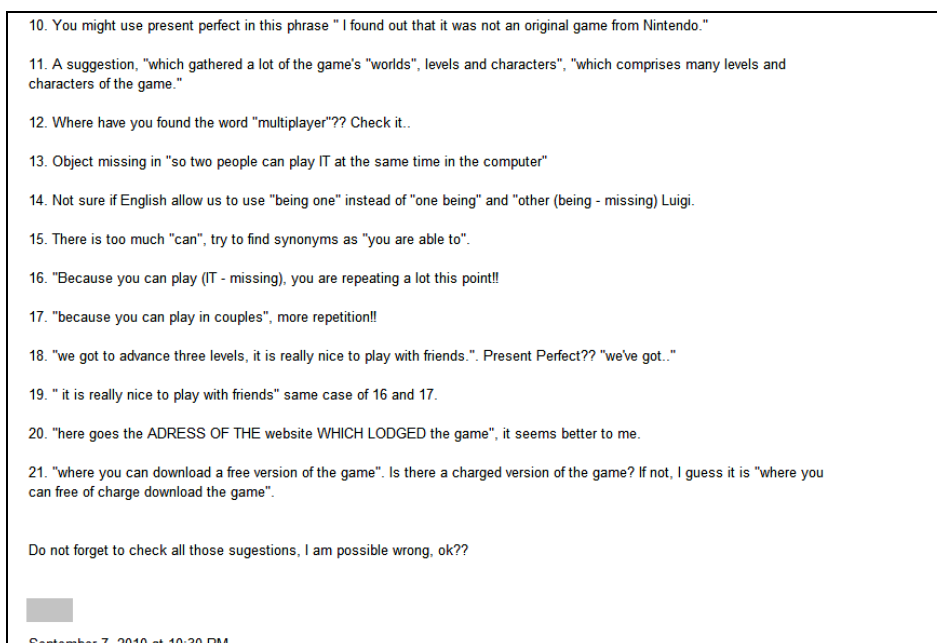 10. You might use present perfect in this phrase " I found out that it was not an original game from Nintendo."
11. A suggestion, "which gathered a lot of the game's "worlds", levels and characters", "which comprises many levels and
characters of the game."
12. Where have you found the word "multiplayer"?? Check it..
13. Object missing in "so two people can play IT at the same time in the computer"
14. Not sure if English allow us to use "being one" instead of "one being" and "other (being - missing) Luigi.
15. There is too much "can", try to find synonyms as "you are able to".
16. "Because you can play (IT - missing), you are repeating a lot this point!!
17. "because you can play in couples", more repetition!!
18. "we got to advance three levels, it is really nice to play with friends.". Present Perfect?? "we've got.."
19. " it is really nice to play with friends" same case of 16 and 17.
20. "here goes the ADRESS OF THE website WHICH LODGED the game", it seems better to me.
21. "where you can download a free version of the game". Is there a charged version of the game? If not, I guess it is "where you
can free of charge download the game".
Do not forget to check all those sugestions, I am possible wrong, ok??
September 7, 2010 at 10:30 PM